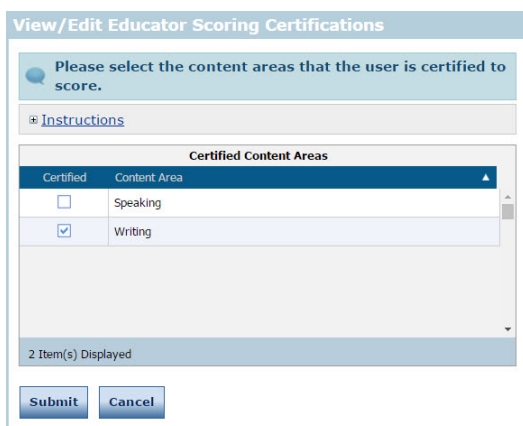 View/Edit Educator Scoring Certifications
Please select the content areas that the user is certified to
score.
Instructions
Certified Content Areas
Certified Content Area
Speaking
Writing
2 Item(s) Displayed
Submit Cancel